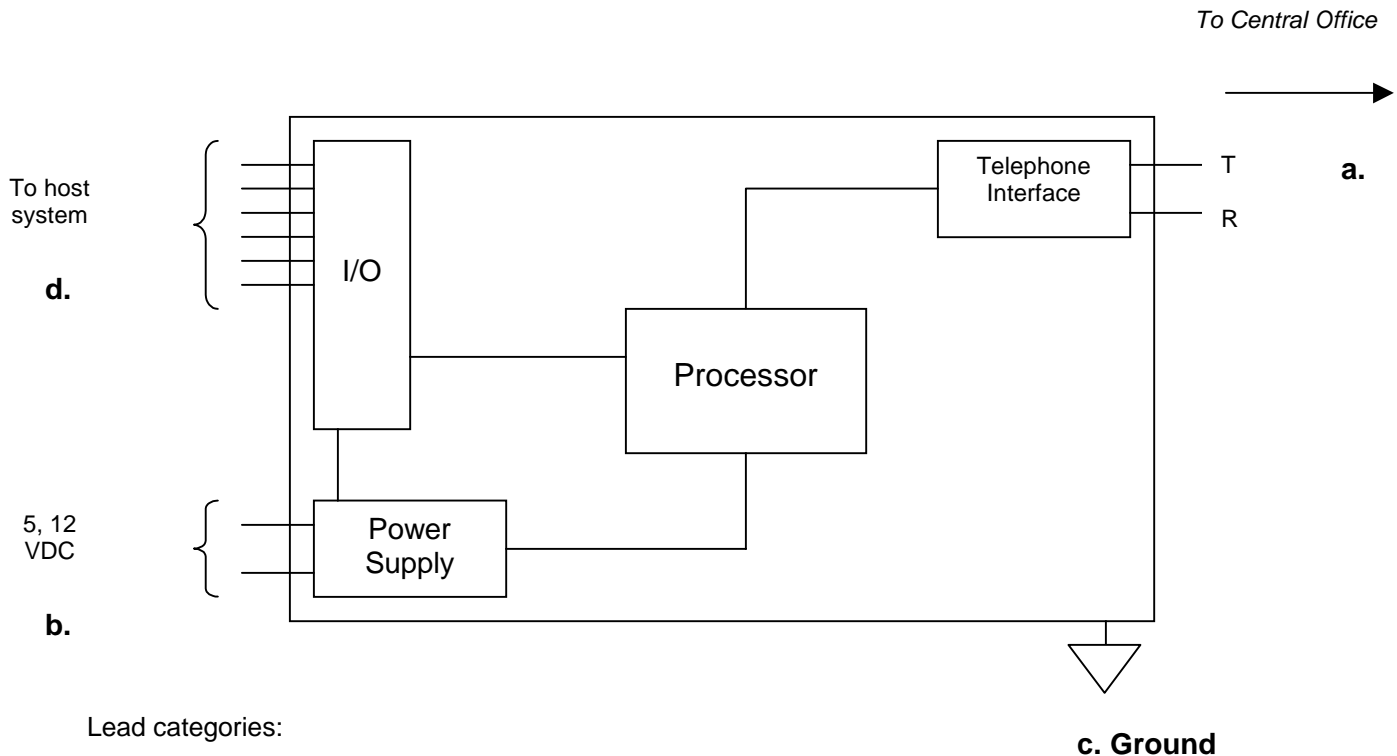 To Central Office
T
R
a.
Telephone
Interface
To host
system
d.
I/O
Processor
5, 12
VDC
b.
Power
Supply
Lead categories:
c. Ground